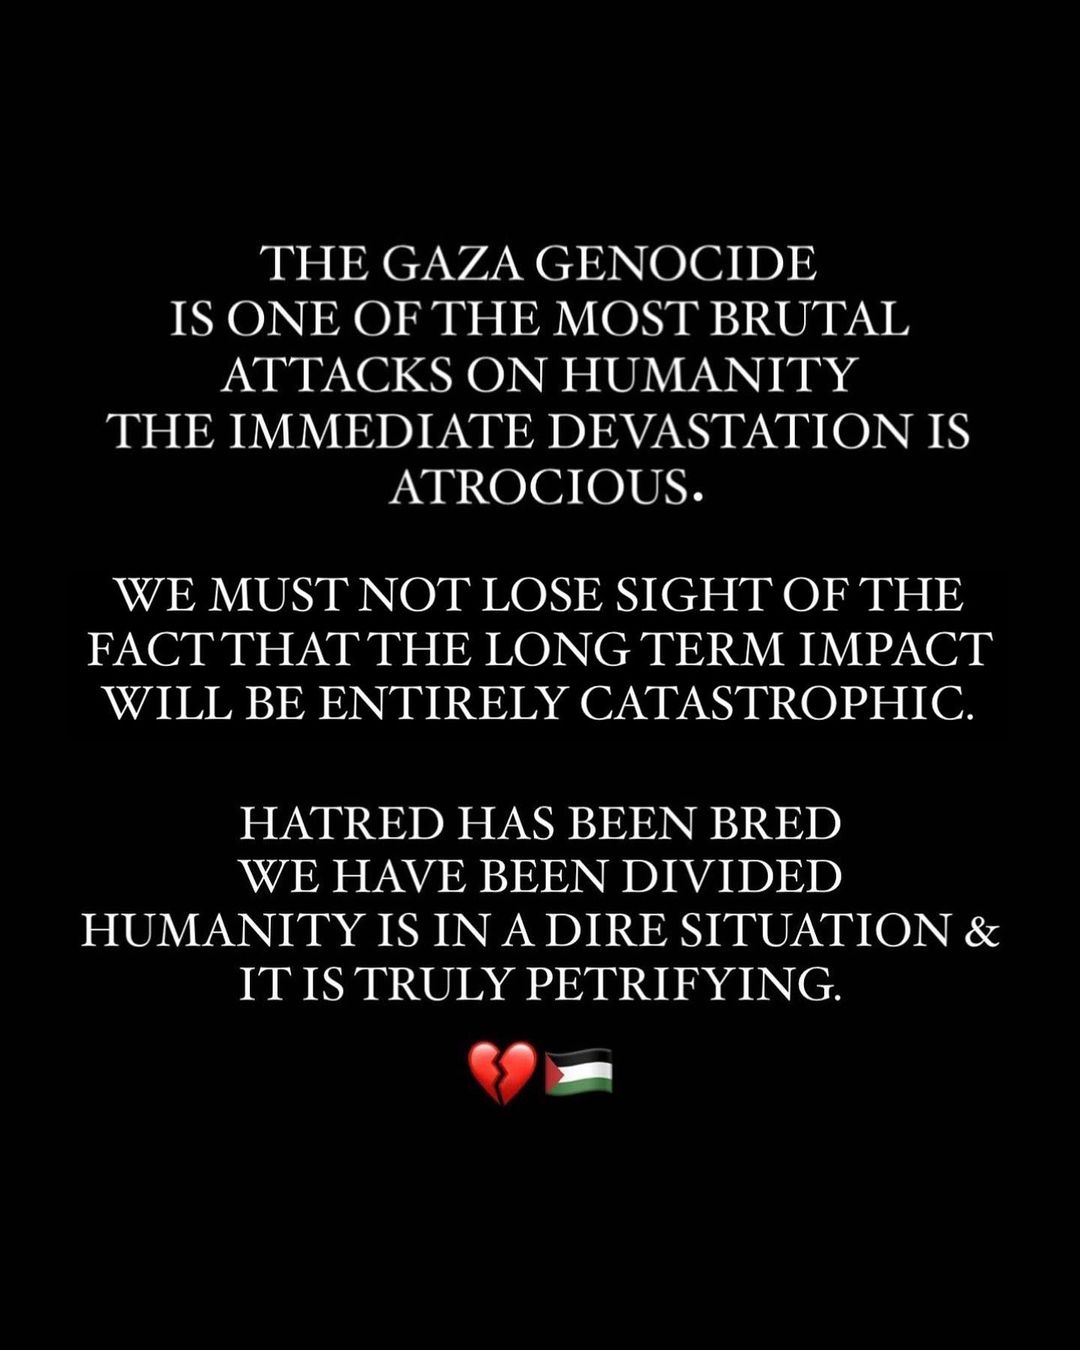 THE GAZA GENOCIDE
IS ONE OF THE MOST BRUTAL
ATTACKS ON HUMANITY
THE IMMEDIATE DEVASTATION IS
ATROCIOUS.
WE MUST NOT LOSE SIGHT OF THE
FACT THAT THE LONG TERM IMPACT
WILL BE ENTIRELY CATASTROPHIC.
HATRED HAS BEEN BRED
WE HAVE BEEN DIVIDED
HUMANITY IS IN A DIRE SITUATION &
IT IS TRULY PETRIFYING.
💔🇵🇸